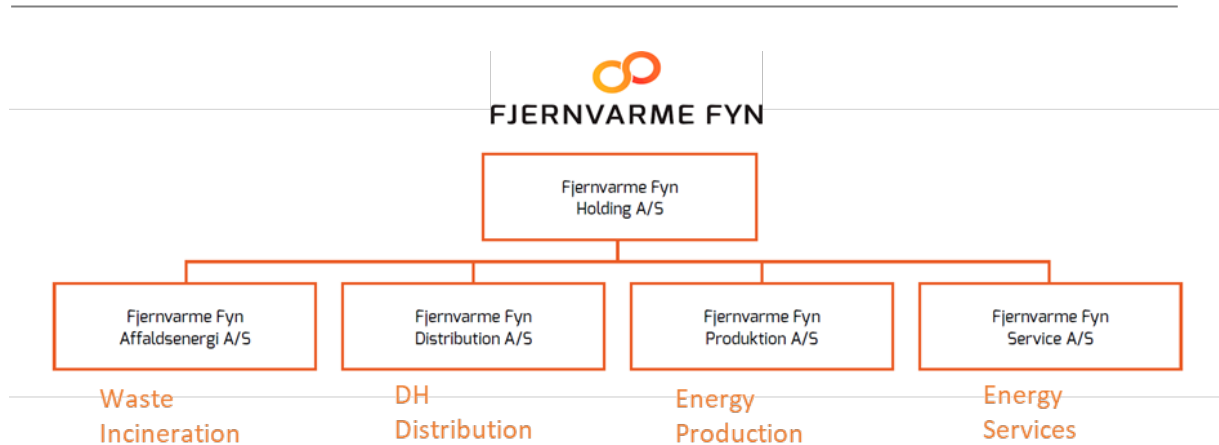 FJERNVARME FYN
Fjernvarme Fyn
Holding A/S
Fjernvarme Fyn
Affaldsenergi A/S
Fjernvarme Fyn
Distribution A/S
Fjernvarme Fyn
Produktion A/S
Fjernvarme Fyn
Service A/S
Waste
Incineration
DH
Distribution
Energy
Production
Energy
Services